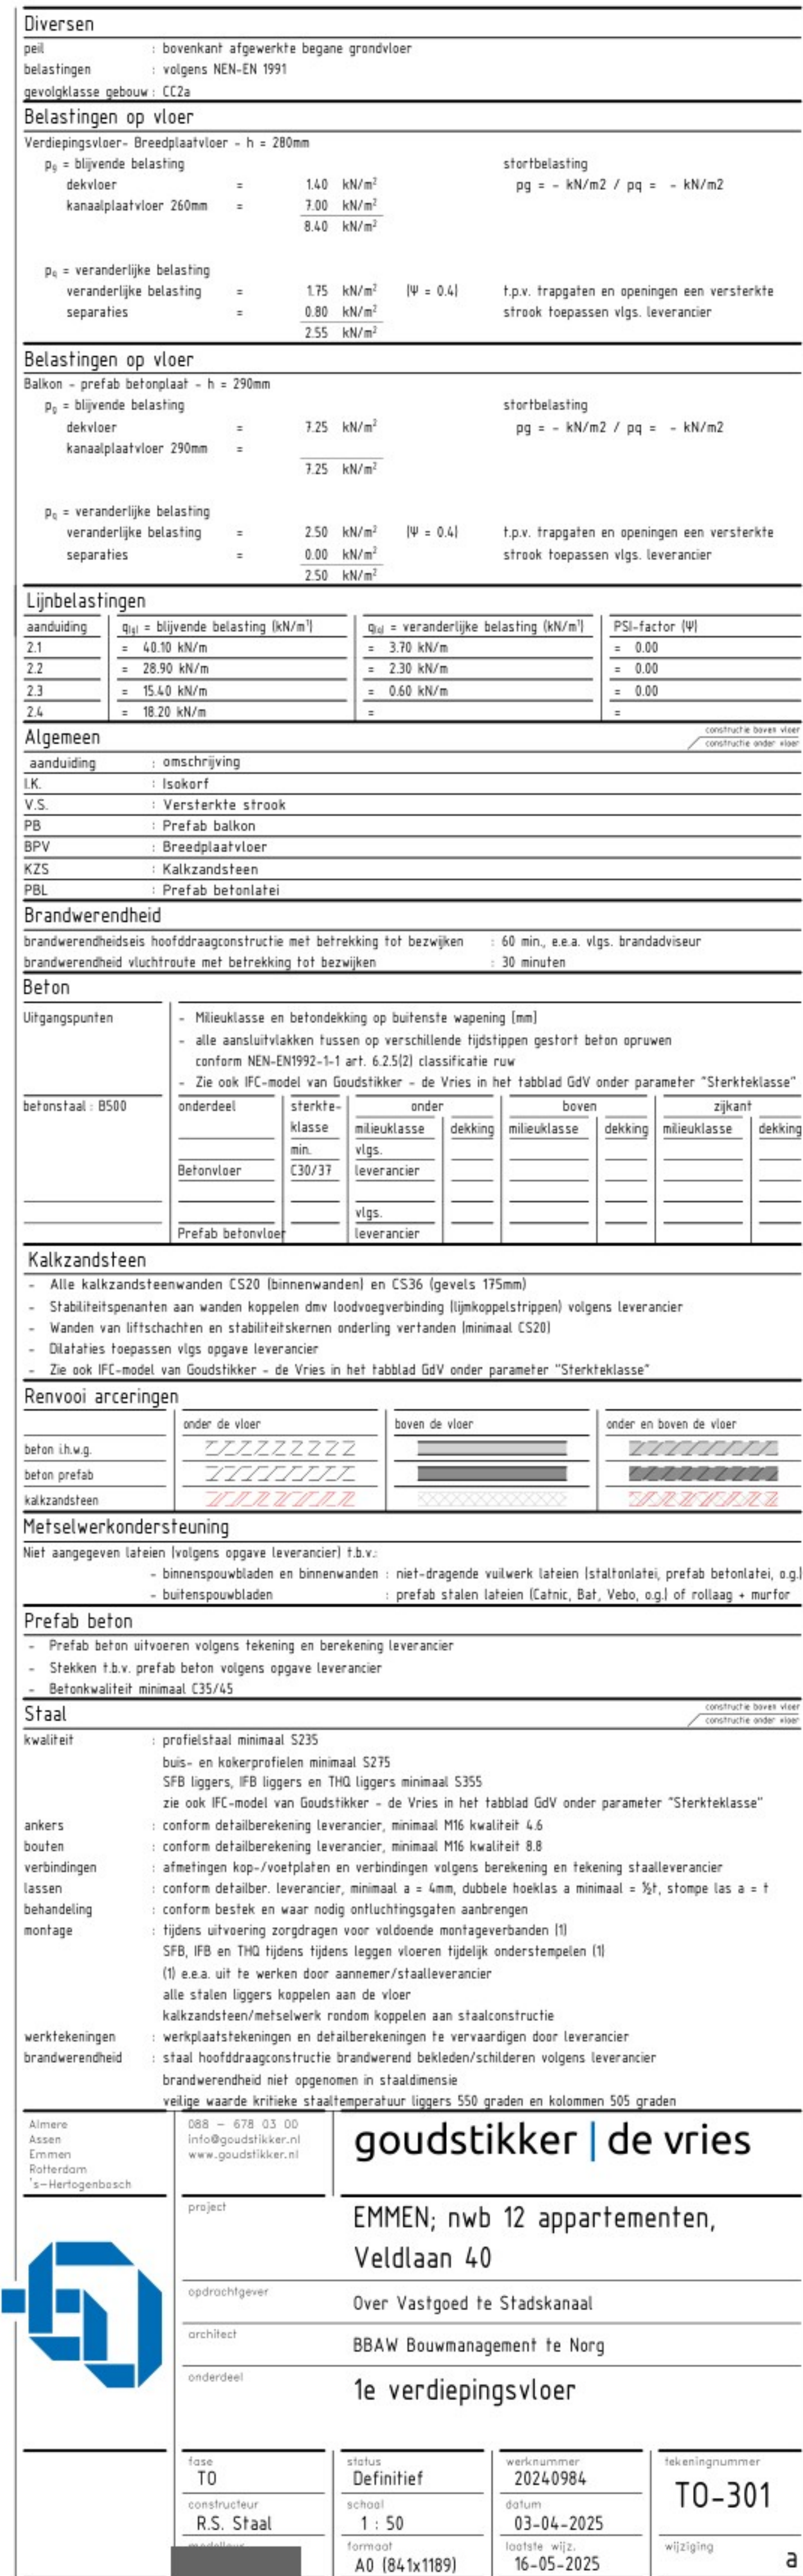 Diversen
peil : bovenkant afgewerkte begane grondvloer
belastingen : volgens NEN-EN 1991
gevolgklasse gebouw : CC2a
Belastingen op vloer
Verdiepingsvloer- Breedplaatvloer - h = 280mm
pg = blijvende belasting stortbelasting
dekvloer = 1.40 kN/m² pg = - kN/m2 / pq = - kN/m2
kanaalplaatvloer 260mm = 7.00 kN/m²
8.40 kN/m²
pq = veranderlijke belasting
veranderlijke belasting = 1.75 kN/m² (Ψ = 0.4) t.p.v. trapgaten en openingen een versterkte
separaties = 0.80 kN/m² strook toepassen vlgs. leverancier
2.55 kN/m²
Belastingen op vloer
Balkon - prefab betonplaat - h = 290mm
pg = blijvende belasting stortbelasting
dekvloer = 7.25 kN/m² pg = - kN/m2 / pq = - kN/m2
kanaalplaatvloer 290mm =
7.25 kN/m²
pq = veranderlijke belasting
veranderlijke belasting = 2.50 kN/m² (Ψ = 0.4) t.p.v. trapgaten en openingen een versterkte
separaties = 0.00 kN/m² strook toepassen vlgs. leverancier
2.50 kN/m²
Lijnbelastingen
aanduiding q(g) = blijvende belasting (kN/m¹) q(q) = veranderlijke belasting (kN/m¹) PSI-factor (Ψ)
2.1 = 40.10 kN/m = 3.70 kN/m = 0.00
2.2 = 28.90 kN/m = 2.30 kN/m = 0.00
2.3 = 15.40 kN/m = 0.60 kN/m = 0.00
2.4 = 18.20 kN/m = =
Algemeen
constructie boven vloer
constructie onder vloer
aanduiding : omschrijving
I.K. : Isokorf
V.S. : Versterkte strook
PB : Prefab balkon
BPV : Breedplaatvloer
KZS : Kalkzandsteen
PBL : Prefab betonlatei
Brandwerendheid
brandwerendheidseis hoofddraagconstructie met betrekking tot bezwijken : 60 min., e.e.a. vlgs. brandadviseur
brandwerendheid vluchtroute met betrekking tot bezwijken : 30 minuten
Beton
Uitgangspunten - Milieuklasse en betondekking op buitenste wapening [mm]
- alle aansluitvlakken tussen op verschillende tijdstippen gestort beton opruwen
conform NEN-EN1992-1-1 art. 6.2.5(2) classificatie ruw
- Zie ook IFC-model van Goudstikker - de Vries in het tabblad GdV onder parameter "Sterkteklasse"
betonstaal : B500 onderdeel sterkte- onder boven zijkant
klasse milieuklasse dekking milieuklasse dekking milieuklasse dekking
min. vlgs.
Betonvloer C30/37 leverancier
vlgs.
Prefab betonvloer leverancier
Kalkzandsteen
- Alle kalkzandsteenwanden CS20 (binnenwanden) en CS36 (gevels 175mm)
- Stabiliteitspenanten aan wanden koppelen dmv loodvoegverbinding (lijmkoppelstrippen) volgens leverancier
- Wanden van liftschachten en stabiliteitskernen onderling vertanden (minimaal CS20)
- Dilataties toepassen vlgs opgave leverancier
- Zie ook IFC-model van Goudstikker - de Vries in het tabblad GdV onder parameter "Sterkteklasse"
Renvooi arceringen
onder de vloer boven de vloer onder en boven de vloer
beton i.h.w.g.
beton prefab
kalkzandsteen
Metselwerkondersteuning
Niet aangegeven lateien (volgens opgave leverancier) t.b.v.:
- binnenspouwbladen en binnenwanden : niet-dragende vuilwerk lateien (staltonlatei, prefab betonlatei, o.g.)
- buitenspouwbladen : prefab stalen lateien (Catnic, Bat, Vebo, o.g.) of rollaag + murfor
Prefab beton
- Prefab beton uitvoeren volgens tekening en berekening leverancier
- Stekken t.b.v. prefab beton volgens opgave leverancier
- Betonkwaliteit minimaal C35/45
Staal
constructie boven vloer
constructie onder vloer
kwaliteit : profielstaal minimaal S235
buis- en kokerprofielen minimaal S275
SFB liggers, IFB liggers en THQ liggers minimaal S355
zie ook IFC-model van Goudstikker - de Vries in het tabblad GdV onder parameter "Sterkteklasse"
ankers : conform detailberekening leverancier, minimaal M16 kwaliteit 4.6
bouten : conform detailberekening leverancier, minimaal M16 kwaliteit 8.8
verbindingen : afmetingen kop-/voetplaten en verbindingen volgens berekening en tekening staalleverancier
lassen : conform detailber. leverancier, minimaal a = 4mm, dubbele hoeklas a minimaal = ½t, stompe las a = t
behandeling : conform bestek en waar nodig ontluchtingsgaten aanbrengen
montage : tijdens uitvoering zorgdragen voor voldoende montageverbanden (1)
SFB, IFB en THQ tijdens tijdens leggen vloeren tijdelijk onderstempelen (1)
(1) e.e.a. uit te werken door aannemer/staalleverancier
alle stalen liggers koppelen aan de vloer
kalkzandsteen/metselwerk rondom koppelen aan staalconstructie
werktekeningen : werkplaatstekeningen en detailberekeningen te vervaardigen door leverancier
brandwerendheid : staal hoofddraagconstructie brandwerend bekleden/schilderen volgens leverancier
brandwerendheid niet opgenomen in staaldimensie
veilige waarde kritieke staaltemperatuur liggers 550 graden en kolommen 505 graden
Almere
Assen
Emmen
Rotterdam
's-Hertogenbosch
088 - 678 03 00
info@goudstikker.nl
www.goudstikker.nl
goudstikker | de vries
project
EMMEN; nwb 12 appartementen,
Veldlaan 40
opdrachtgever
Over Vastgoed te Stadskanaal
architect
BBAW Bouwmanagement te Norg
onderdeel
1e verdiepingsvloer
fase status werknummer tekeningnummer
TO Definitief 20240984 TO-301
constructeur schaal datum
R.S. Staal 1 : 50 03-04-2025
formaat laatste wijz. wijziging
A0 (841x1189) 16-05-2025 a